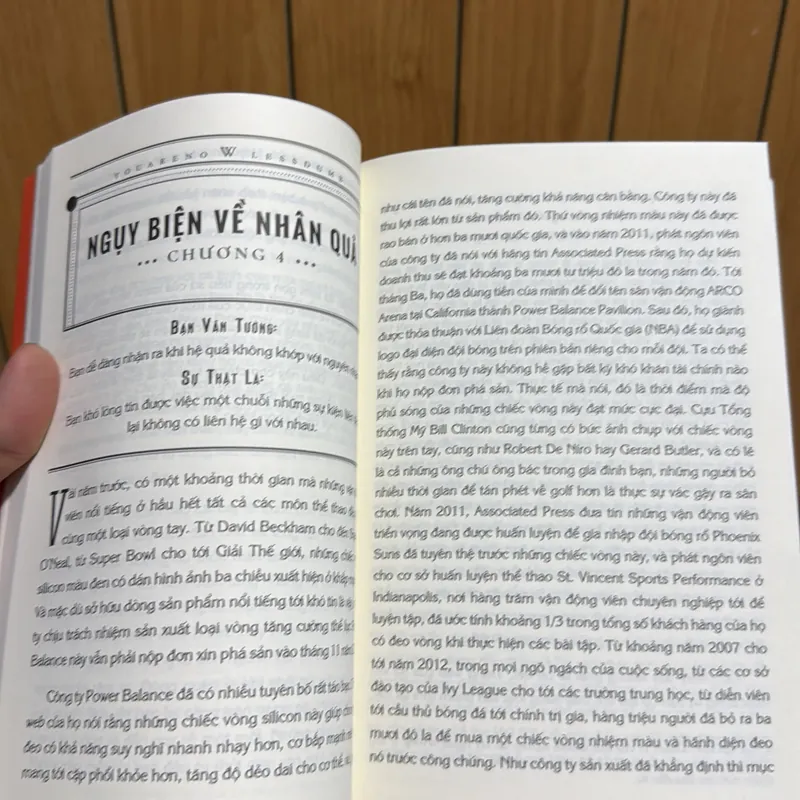 YOUARENOW LESSDUMB
NGỤY BIỆN VỀ NHÂN QUẢ
... CHƯƠNG 4 ...
BẠN VẪN TƯỞNG:
Bạn dễ dàng nhận ra khi hệ quả không khớp với nguyên
SỰ THẬT LÀ:
Bạn khó lòng tin được việc một chuỗi những sự kiện
lại không có liên hệ gì với nhau.
Vài năm trước, có một khoảng thời gian mà những
viên nổi tiếng ở hầu hết tất cả các môn thể thao
cùng một loại vòng tay. Từ David Beckham cho đến
O'Neal, từ Super Bowl cho tới Giải Thế giới, những
silicon màu đen có dán hình ảnh ba chiều xuất hiện ở khắp
Và mặc dù sở hữu dòng sản phẩm nổi tiếng tới khó tin là
ty chịu trách nhiệm sản xuất loại vòng tăng cường thể lực
Balance này vẫn phải nộp đơn xin phá sản vào tháng 11
Công ty Power Balance đã có nhiều tuyên bố rất táo bạo
web của họ nói rằng những chiếc vòng silicon này giúp
đeo có khả năng suy nghĩ nhanh nhạy hơn, cơ bắp mạnh
mang tới cặp phổi khỏe hơn, tăng độ dẻo dai cho cơ thể
như cái tên đã nói, tăng cường khả năng cân bằng. Công ty này đã
thu lợi rất lớn từ sản phẩm đó. Thứ vòng nhiệm màu này đã được
rao bán ở hơn ba mươi quốc gia, và vào năm 2011, phát ngôn viên
của công ty đã nói với hãng tin Associated Press rằng họ dự kiến
doanh thu sẽ đạt khoảng ba mươi tư triệu đô la trong năm đó. Tới
tháng Ba, họ đã dùng tiền của mình để đổi tên sân vận động ARCO
Arena tại California thành Power Balance Pavilion. Sau đó, họ giành
được thỏa thuận với Liên đoàn Bóng rổ Quốc gia (NBA) để sử dụng
logo đại diện đội bóng trên phiên bản riêng cho mỗi đội. Ta có thể
thấy rằng công ty này không hề gặp bất kỳ khó khăn tài chính nào
khi họ nộp đơn phá sản. Thực tế mà nói, đó là thời điểm mà độ
phủ sóng của những chiếc vòng này đạt mức cực đại. Cựu Tổng
thống Mỹ Bill Clinton cũng từng có bức ảnh chụp với chiếc vòng
này trên tay, cũng như Robert De Niro hay Gerard Butler, và có lẽ
là cả những ông chú ông bác trong gia đình bạn, những người bỏ
nhiều thời gian để tán phét về golf hơn là thực sự vác gậy ra sân
chơi. Năm 2011, Associated Press đưa tin những vận động viên
triển vọng đang được huấn luyện để gia nhập đội bóng rổ Phoenix
Suns đã tuyên thệ trước những chiếc vòng này, và phát ngôn viên
cho cơ sở huấn luyện thể thao St. Vincent Sports Performance ở
Indianapolis, nơi hàng trăm vận động viên chuyên nghiệp tới để
luyện tập, đã ước tính khoảng 1/3 trong tổng số khách hàng của họ
có đeo vòng khi thực hiện các bài tập. Từ khoảng năm 2007 cho
tới năm 2012, trong mọi ngõ ngách của cuộc sống, từ các cơ sở
đào tạo của Ivy League cho tới các trường trung học, từ diễn viên
tới cầu thủ bóng đá tới chính trị gia, hàng triệu người đã bỏ ra ba
mươi đô la để mua một chiếc vòng nhiệm màu và hãnh diện đeo
nó trước công chúng. Như công ty sản xuất đã khẳng định thì mục